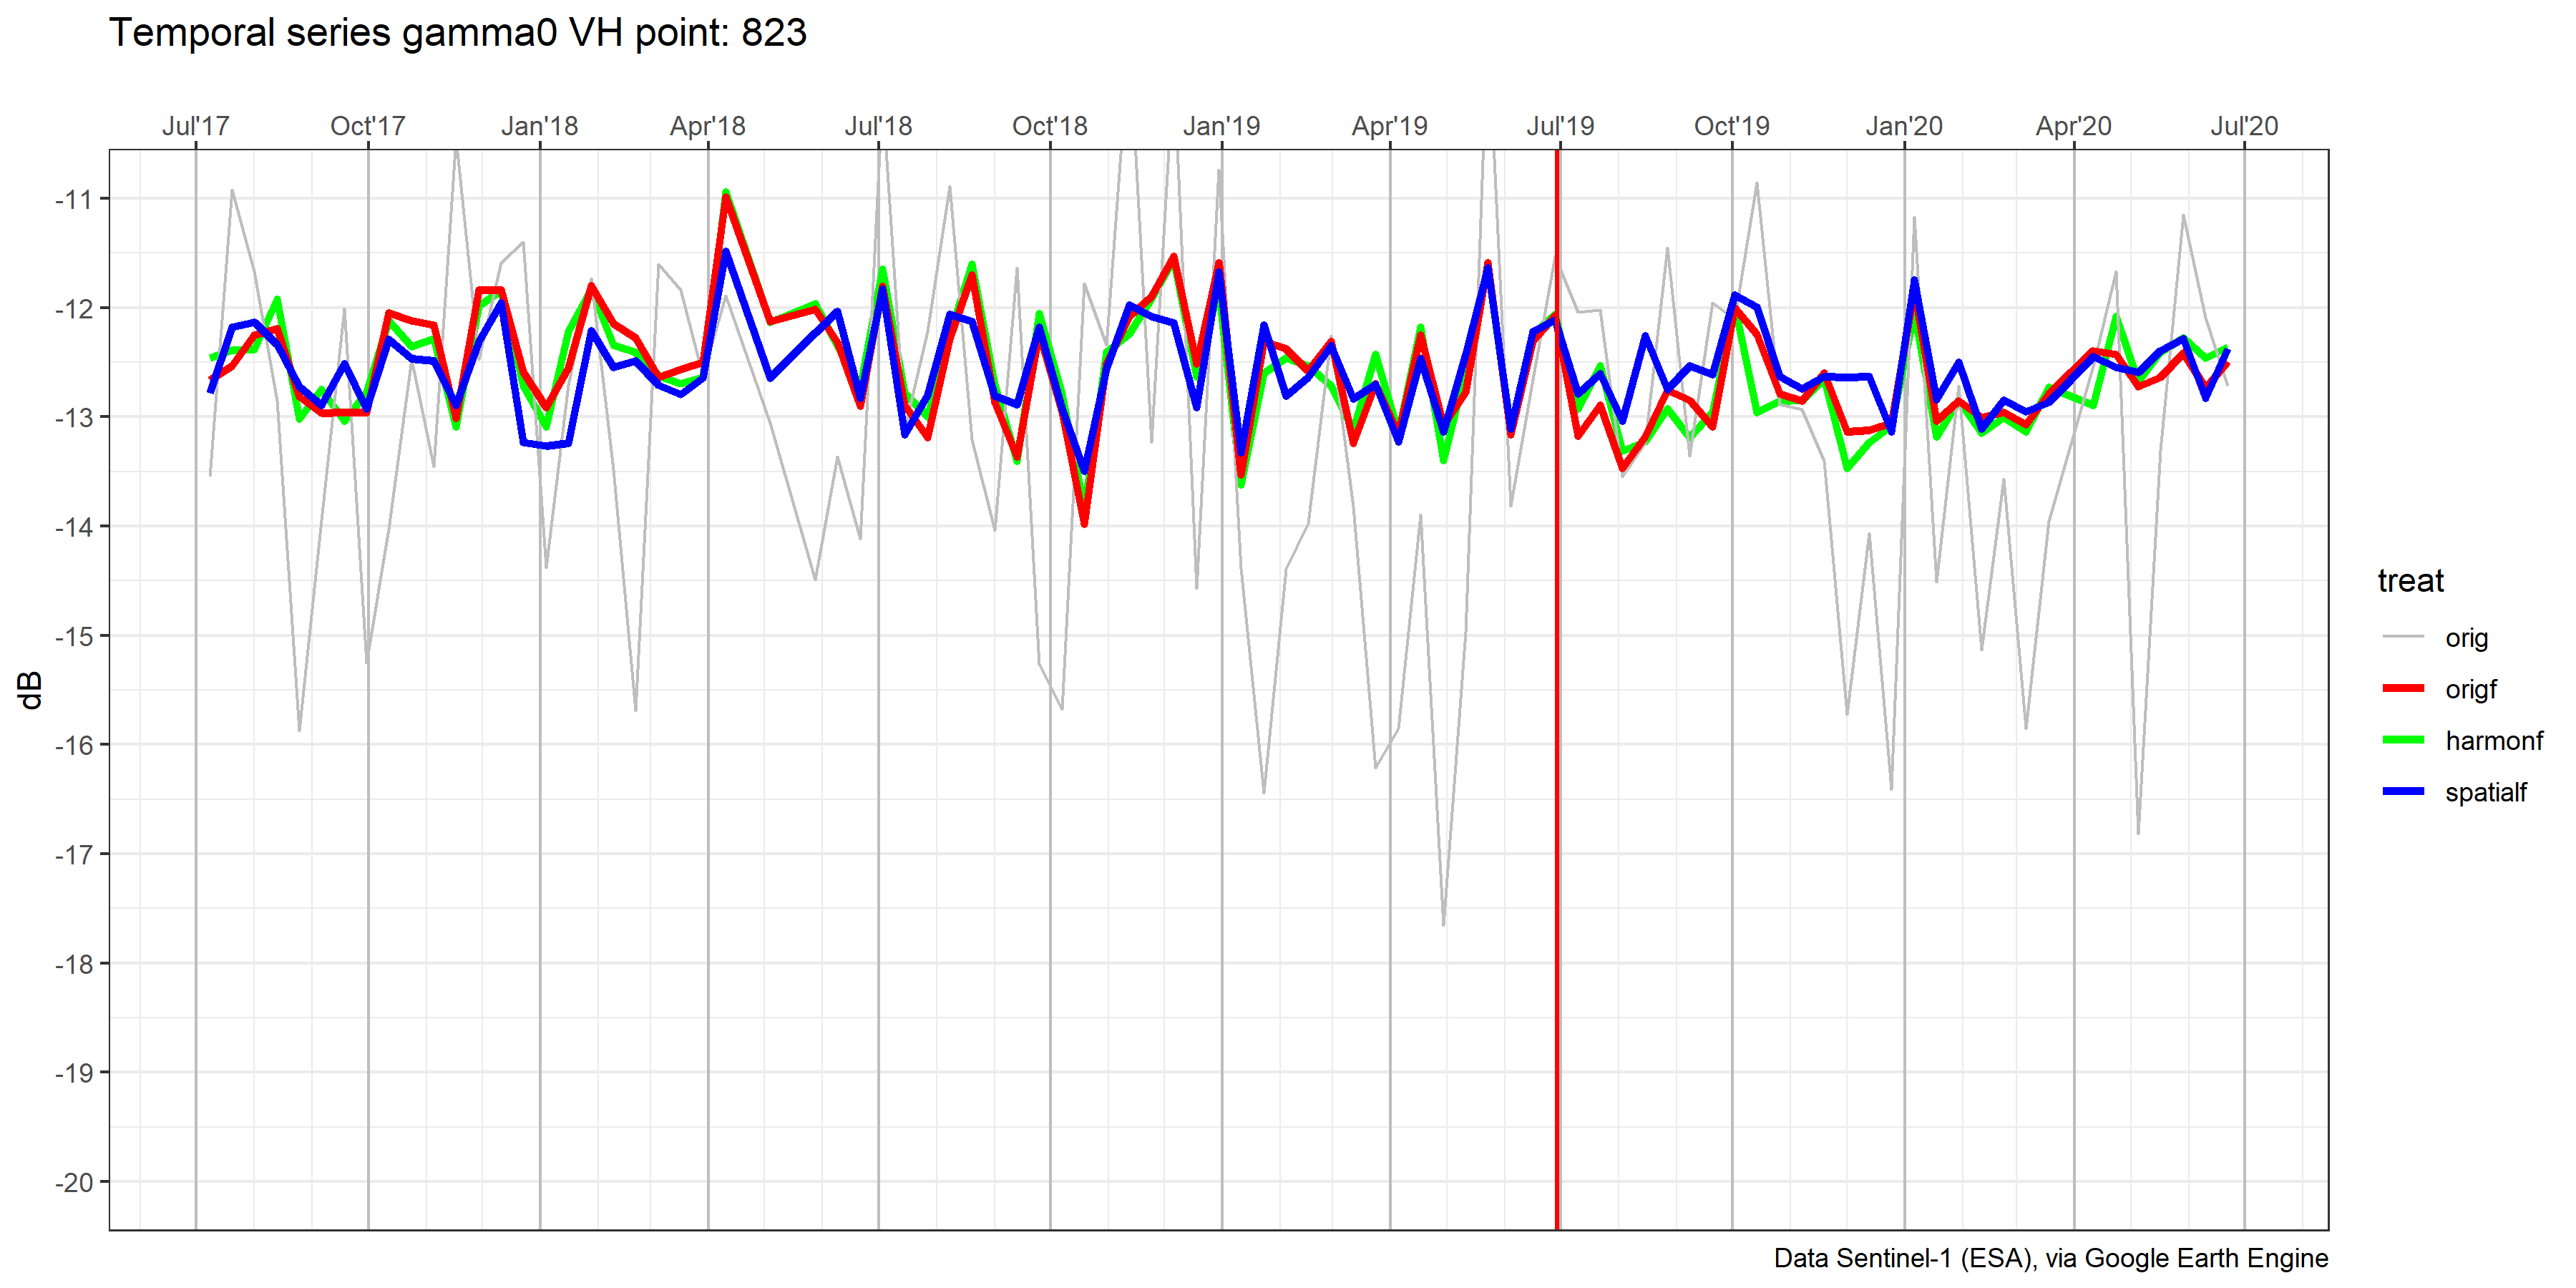 Temporal series gamma0 VH point: 823
Jul'17 Oct'17 Jan'18 Apr'18 Jul'18 Oct'18 Jan'19 Apr'19 Jul'19 Oct'19 Jan'20 Apr'20 Jul'20
-11
-12
-13
-14
-15
-16
-17
-18
-19
-20
dB
treat
orig
origf
harmonf
spatialf
Data Sentinel-1 (ESA), via Google Earth Engine